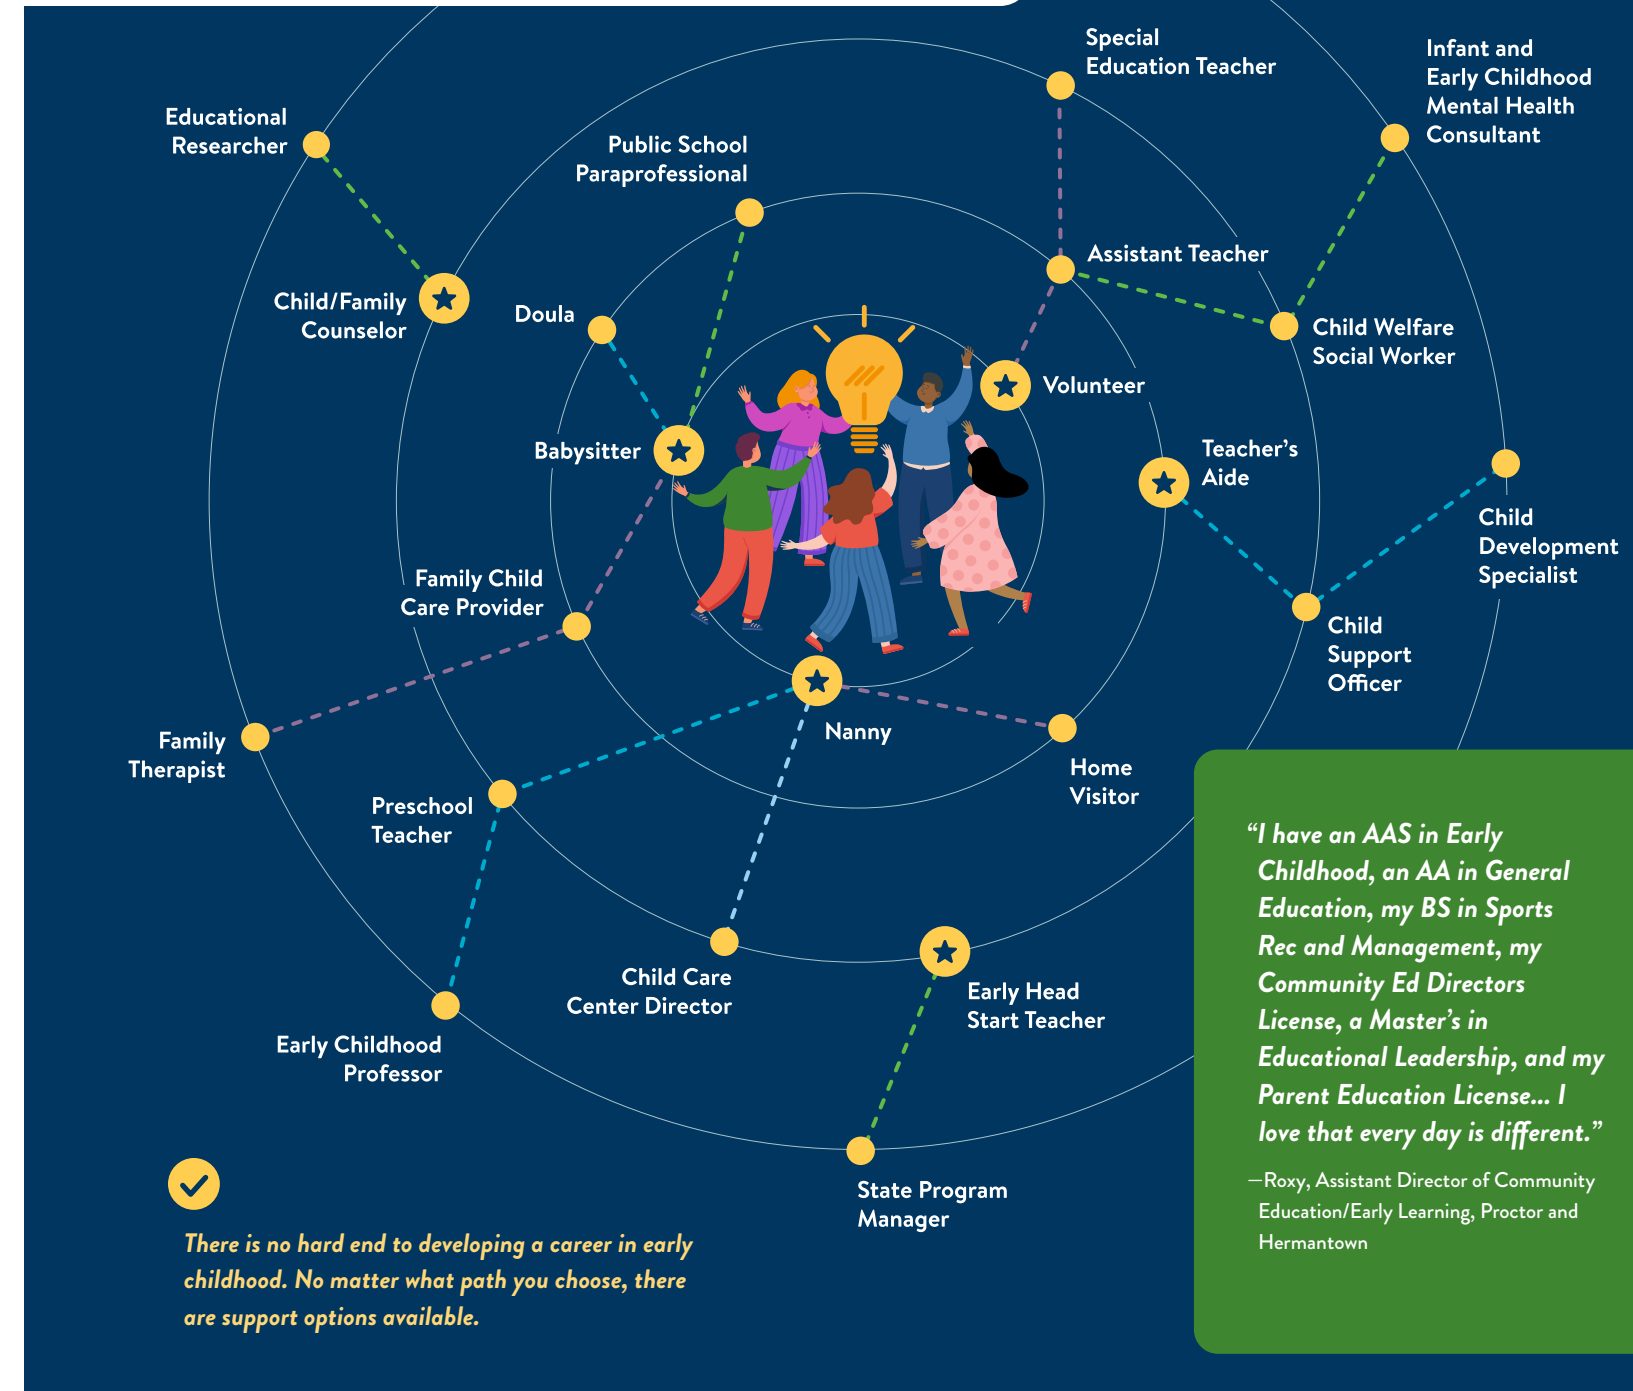 Special
Education Teacher
Infant and
Early Childhood
Mental Health
Consultant
Educational
Researcher
Public School
Paraprofessional
Assistant Teacher
Child/Family
Counselor
Doula
Child Welfare
Social Worker
Volunteer
Babysitter
Teacher’s
Aide
Child
Development
Specialist
Family Child
Care Provider
Child
Support
Officer
Family
Therapist
Nanny
Home
Visitor
Preschool
Teacher
Child Care
Center Director
Early Head
Start Teacher
Early Childhood
Professor
State Program
Manager
There is no hard end to developing a career in early
childhood. No matter what path you choose, there
are support options available.
“I have an AAS in Early
Childhood, an AA in General
Education, my BS in Sports
Rec and Management, my
Community Ed Directors
License, a Master’s in
Educational Leadership, and my
Parent Education License... I
love that every day is different.”
—Roxy, Assistant Director of Community
Education/Early Learning, Proctor and
Hermantown